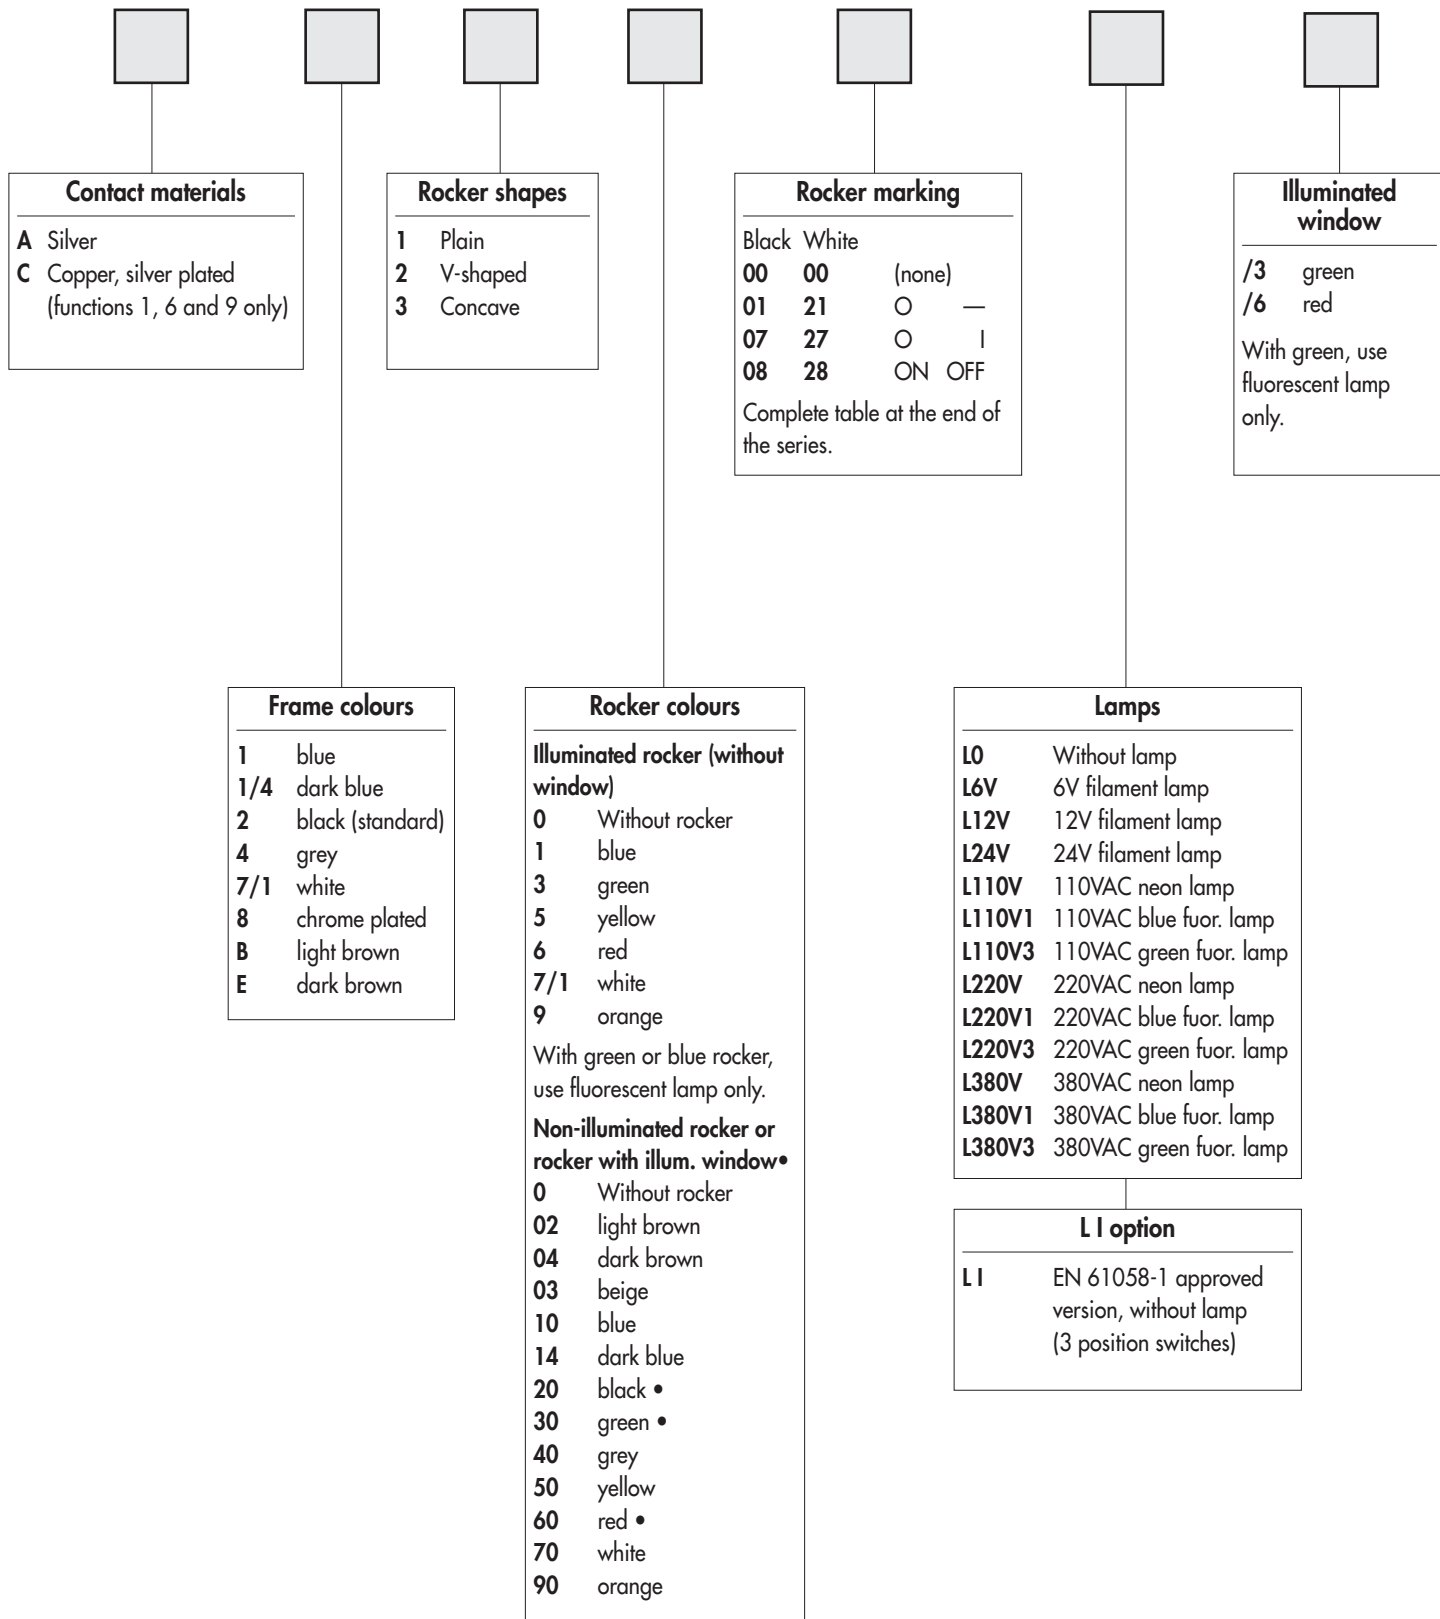 Contact materials
A Silver
C Copper, silver plated
(functions 1, 6 and 9 only)
Rocker shapes
1 Plain
2 V-shaped
3 Concave
Rocker marking
Black White
00 00 (none)
01 21 O —
07 27 O I
08 28 ON OFF
Complete table at the end of
the series.
Illuminated
window
/3 green
/6 red
With green, use
fluorescent lamp
only.
Frame colours
1 blue
1/4 dark blue
2 black (standard)
4 grey
7/1 white
8 chrome plated
B light brown
E dark brown
Rocker colours
Illuminated rocker (without
window)
0 Without rocker
1 blue
3 green
5 yellow
6 red
7/1 white
9 orange
With green or blue rocker,
use fluorescent lamp only.
Non-illuminated rocker or
rocker with illum. window•
0 Without rocker
02 light brown
04 dark brown
03 beige
10 blue
14 dark blue
20 black •
30 green •
40 grey
50 yellow
60 red •
70 white
90 orange
Lamps
L0 Without lamp
L6V 6V filament lamp
L12V 12V filament lamp
L24V 24V filament lamp
L110V 110VAC neon lamp
L110V1 110VAC blue fuor. lamp
L110V3 110VAC green fuor. lamp
L220V 220VAC neon lamp
L220V1 220VAC blue fuor. lamp
L220V3 220VAC green fuor. lamp
L380V 380VAC neon lamp
L380V1 380VAC blue fuor. lamp
L380V3 380VAC green fuor. lamp
L I option
L I EN 61058-1 approved
version, without lamp
(3 position switches)